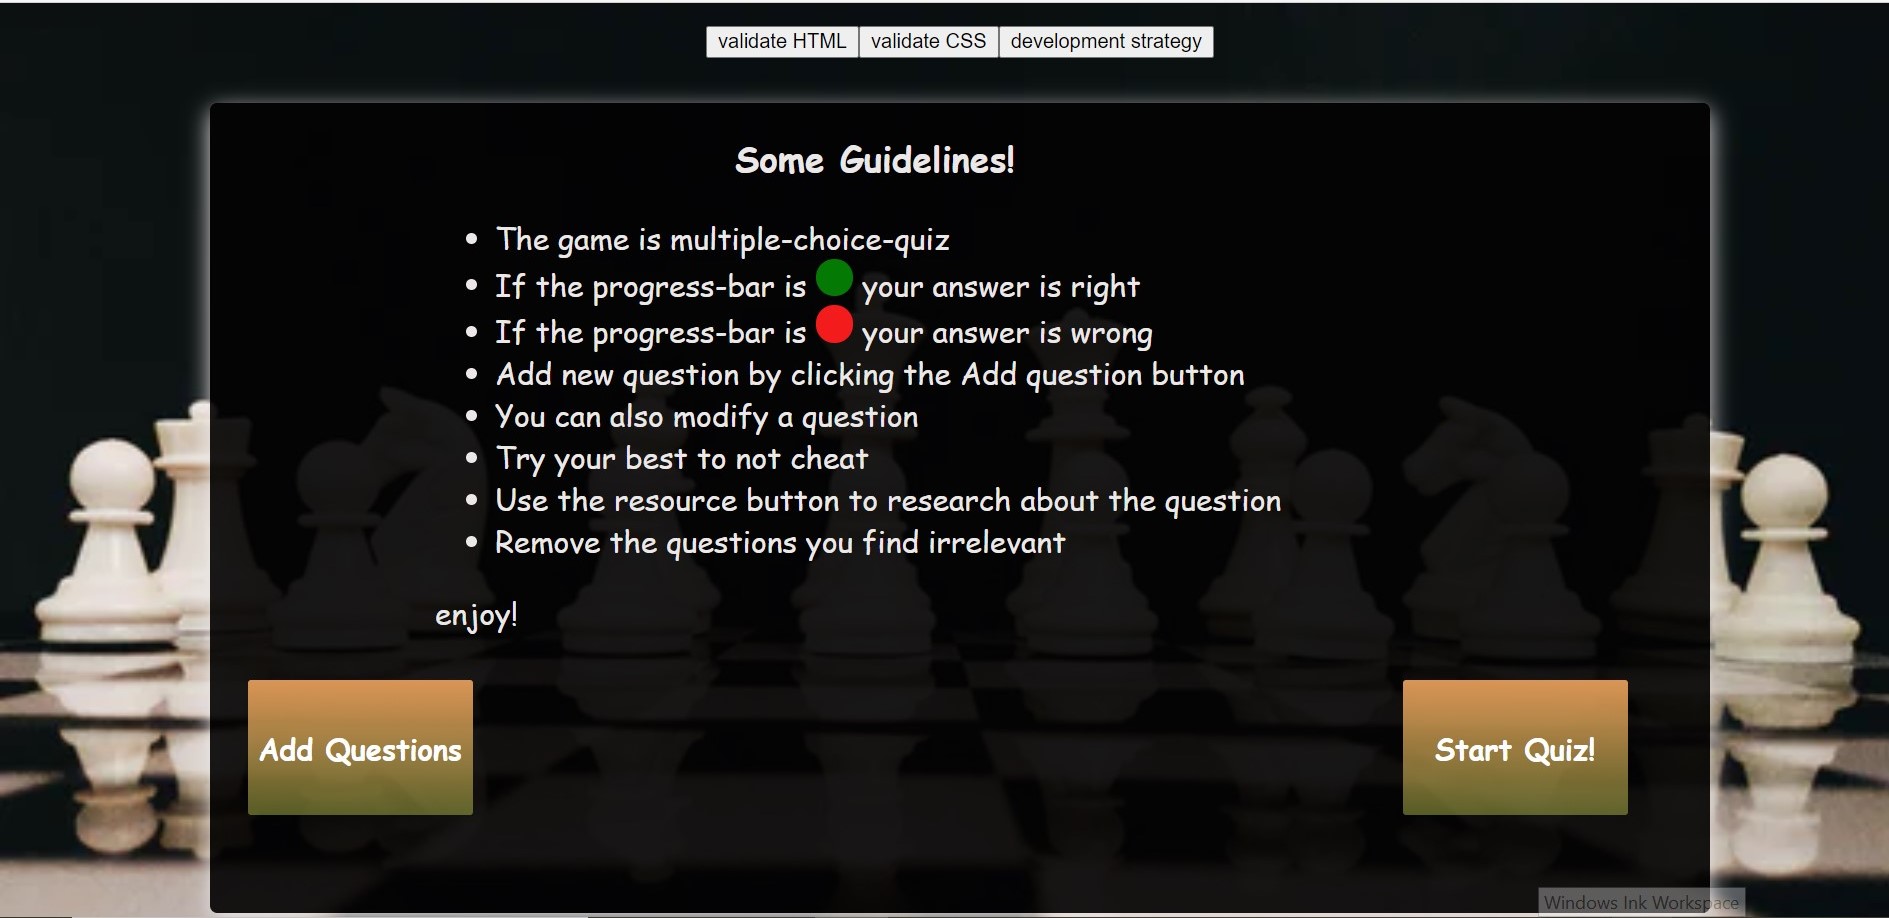 validate HTML validate CSS development strategy
Some Guidelines!
The game is multiple-choice-quiz
If the progress-bar is your answer is right
If the progress-bar is your answer is wrong
Add new question by clicking the Add question button
You can also modify a question
Try your best to not cheat
Use the resource button to research about the question
Remove the questions you find irrelevant
enjoy!
Add Questions Start Quiz!
Windows Ink Workspace